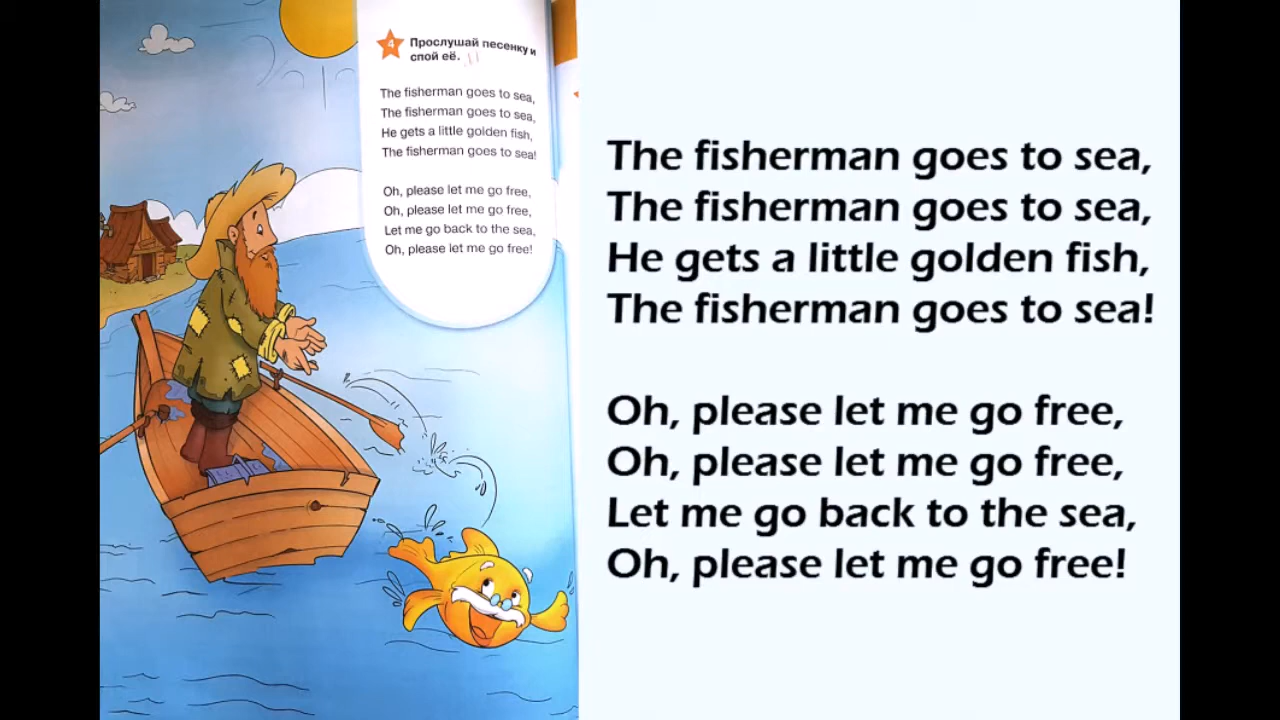 4 Прослушай песенку и
спой её.
The fisherman goes to sea,
The fisherman goes to sea,
He gets a little golden fish,
The fisherman goes to sea!
Oh, please let me go free,
Oh, please let me go free,
Let me go back to the sea,
Oh, please let me go free!
The fisherman goes to sea,
The fisherman goes to sea,
He gets a little golden fish,
The fisherman goes to sea!
Oh, please let me go free,
Oh, please let me go free,
Let me go back to the sea,
Oh, please let me go free!